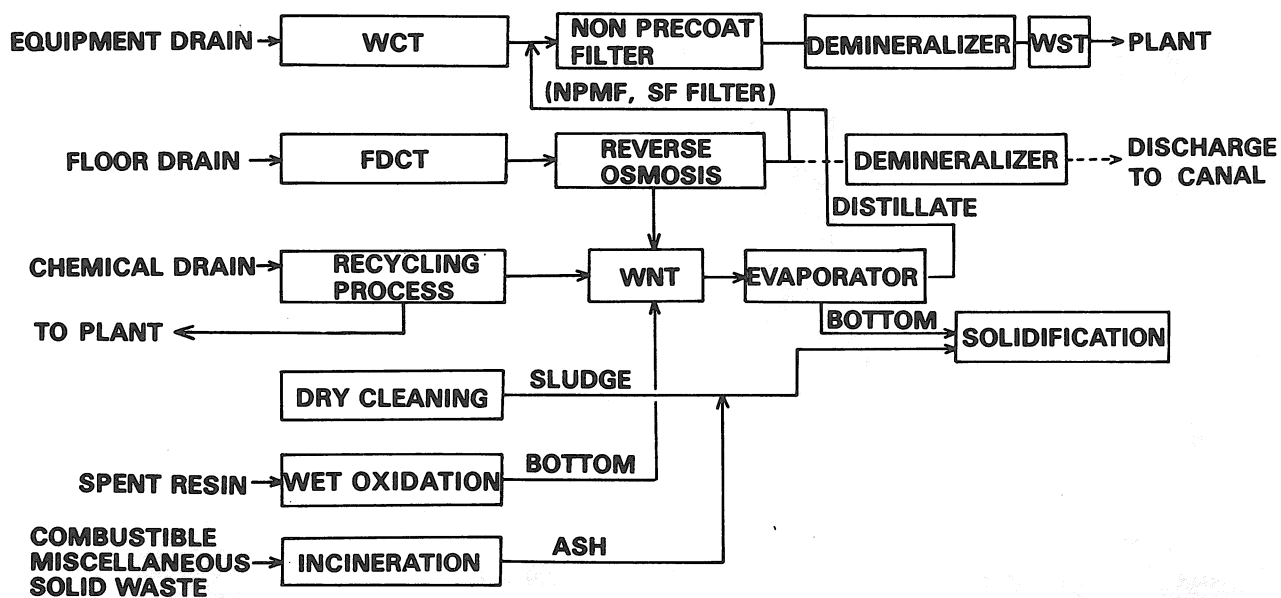 EQUIPMENT DRAIN
WCT
NON PRECOAT
FILTER
DEMINERALIZER
WST
PLANT
(NPMF, SF FILTER)
FLOOR DRAIN
FDCT
REVERSE
OSMOSIS
DEMINERALIZER
DISCHARGE
TO CANAL
DISTILLATE
CHEMICAL DRAIN
RECYCLING
PROCESS
WNT
EVAPORATOR
TO PLANT
BOTTOM
SOLIDIFICATION
DRY CLEANING
SLUDGE
SPENT RESIN
WET OXIDATION
BOTTOM
COMBUSTIBLE
MISCELLANEOUS
SOLID WASTE
INCINERATION
ASH